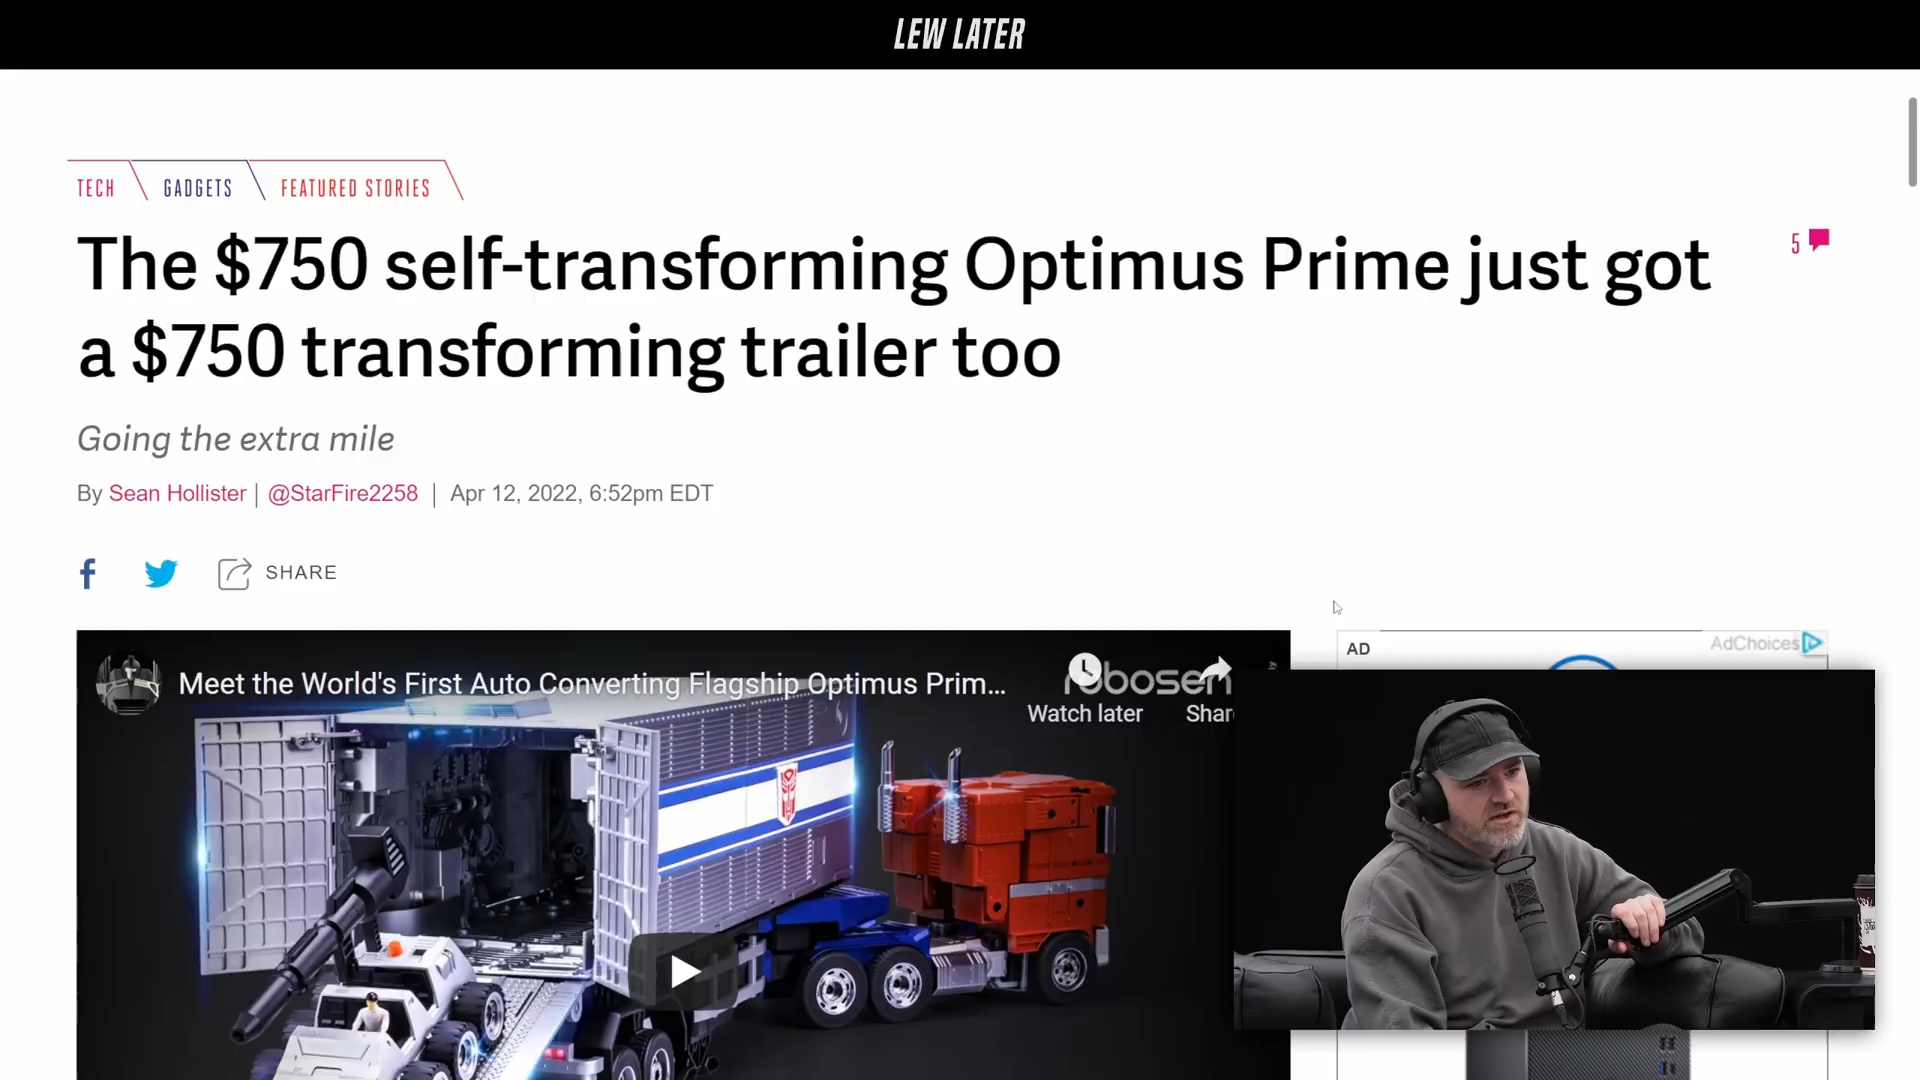 LEW LATER
TECH
GADGETS
FEATURED STORIES
The $750 self-transforming Optimus Prime just got
a $750 transforming trailer too
5
Going the extra mile
By Sean Hollister | @StarFire2258 | Apr 12, 2022, 6:52pm EDT
SHARE
AD
AdChoices
Meet the World's First Auto Converting Flagship Optimus Prim...
robosen
Watch later
Shar